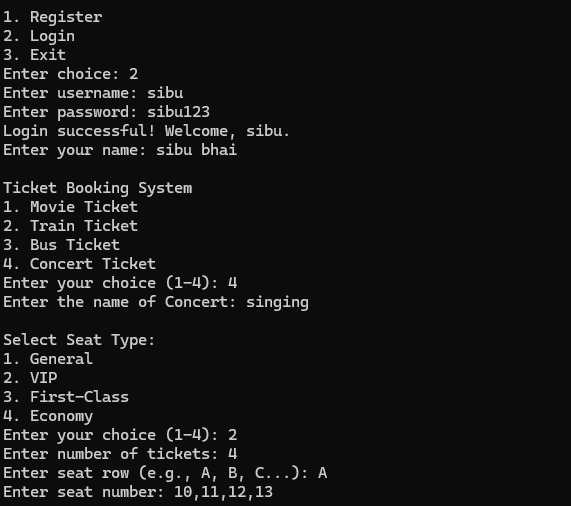 1. Register
2. Login
3. Exit
Enter choice: 2
Enter username: sibu
Enter password: sibu123
Login successful! Welcome, sibu.
Enter your name: sibu bhai
Ticket Booking System
1. Movie Ticket
2. Train Ticket
3. Bus Ticket
4. Concert Ticket
Enter your choice (1-4): 4
Enter the name of Concert: singing
Select Seat Type:
1. General
2. VIP
3. First-Class
4. Economy
Enter your choice (1-4): 2
Enter number of tickets: 4
Enter seat row (e.g., A, B, C...): A
Enter seat number: 10,11,12,13